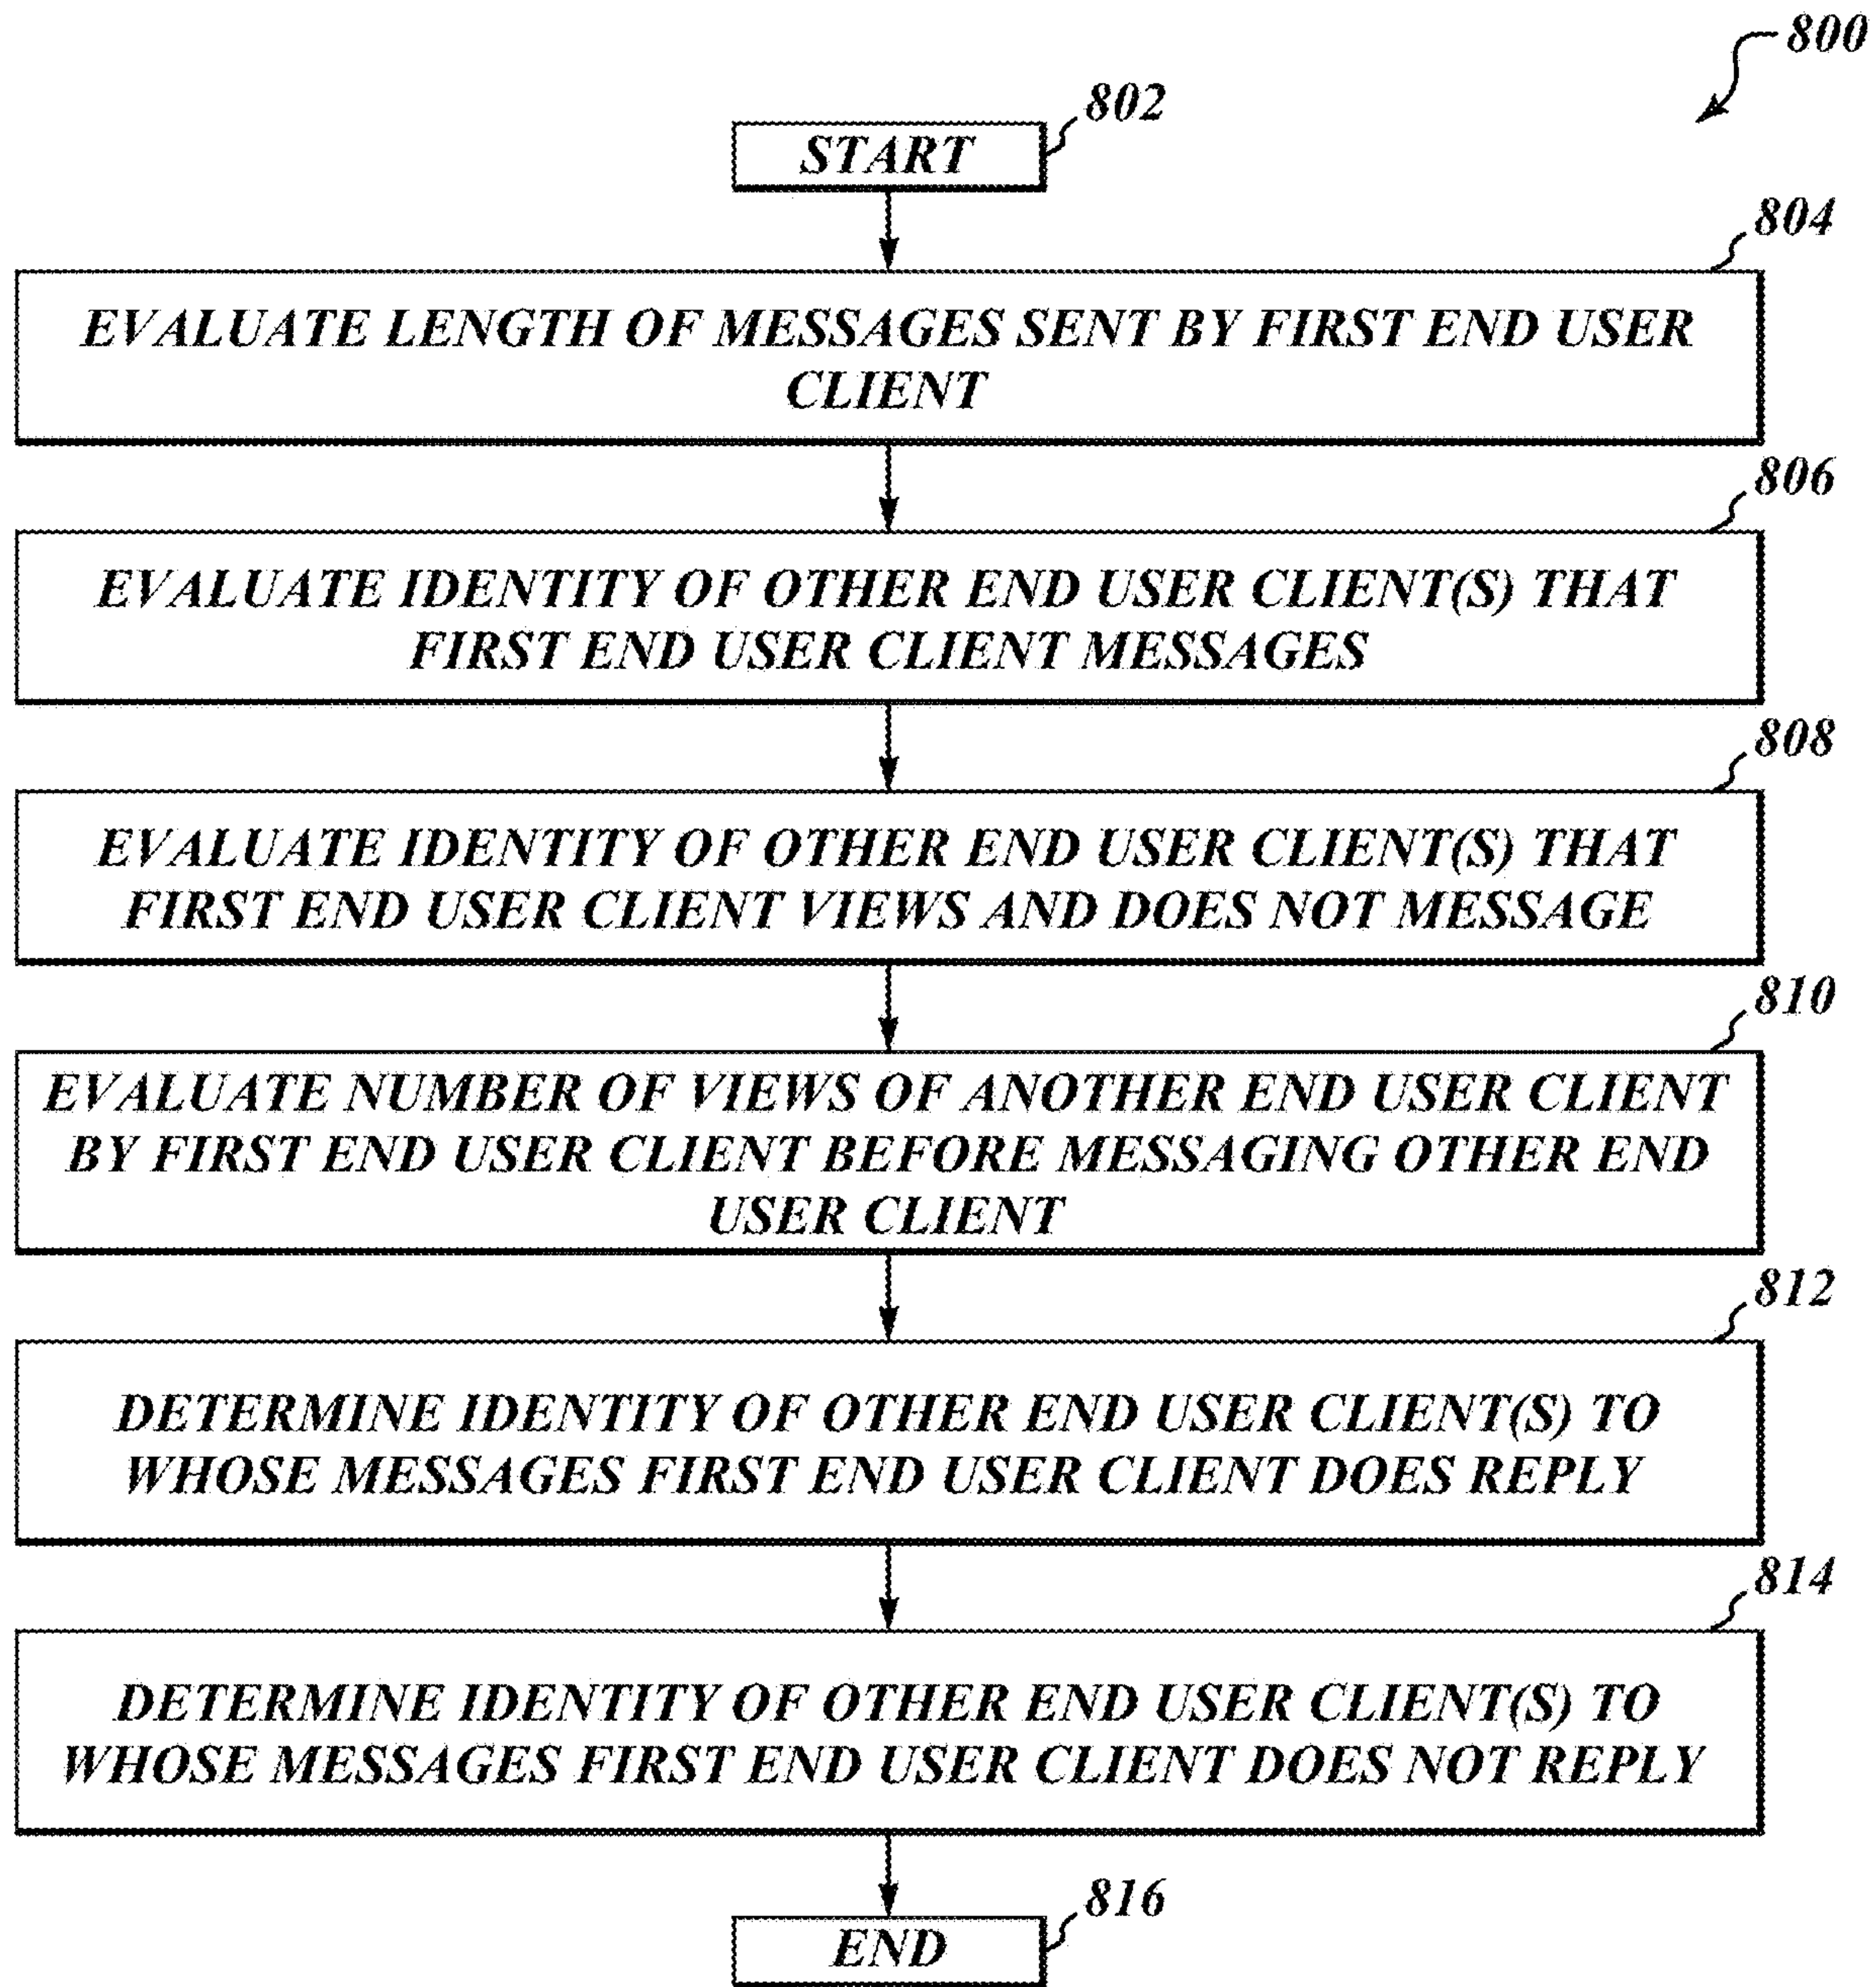 800
802
START
804
EVALUATE LENGTH OF MESSAGES SENT BY FIRST END USER
CLIENT
806
EVALUATE IDENTITY OF OTHER END USER CLIENT(S) THAT
FIRST END USER CLIENT MESSAGES
808
EVALUATE IDENTITY OF OTHER END USER CLIENT(S) THAT
FIRST END USER CLIENT VIEWS AND DOES NOT MESSAGE
810
EVALUATE NUMBER OF VIEWS OF ANOTHER END USER CLIENT
BY FIRST END USER CLIENT BEFORE MESSAGING OTHER END
USER CLIENT
812
DETERMINE IDENTITY OF OTHER END USER CLIENT(S) TO
WHOSE MESSAGES FIRST END USER CLIENT DOES REPLY
814
DETERMINE IDENTITY OF OTHER END USER CLIENT(S) TO
WHOSE MESSAGES FIRST END USER CLIENT DOES NOT REPLY
816
END